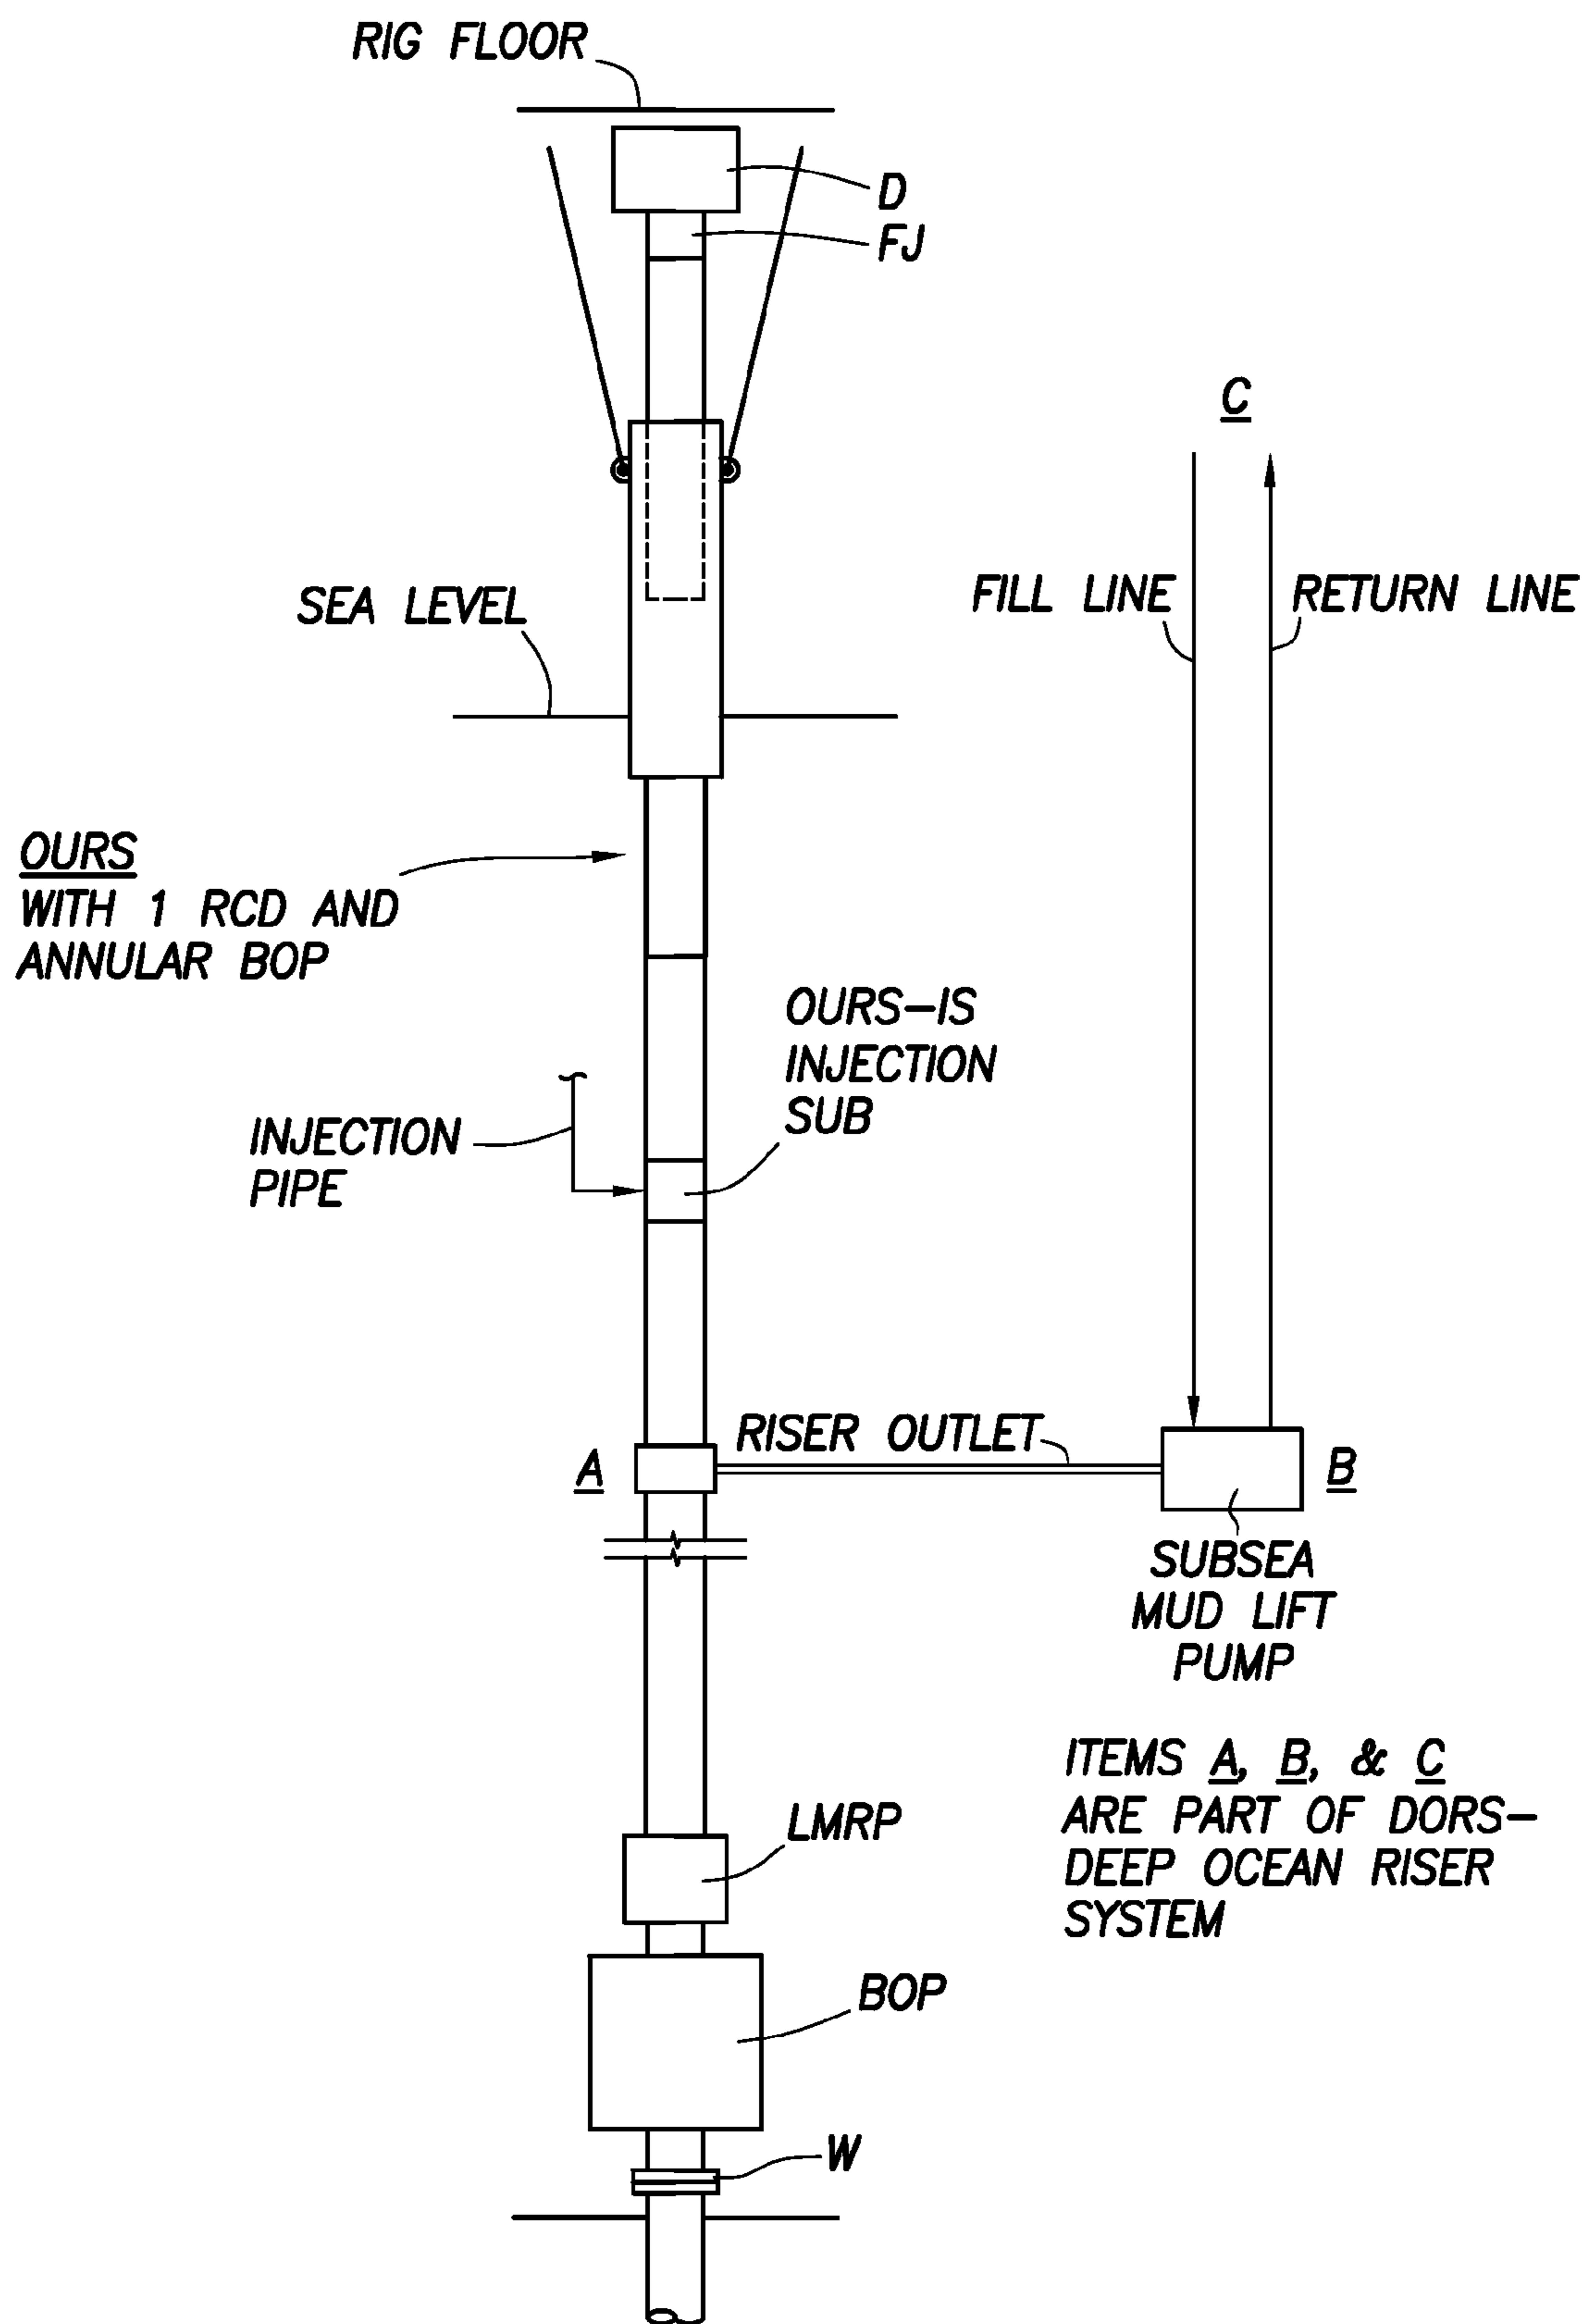 RIG FLOOR
D
FJ
C
SEA LEVEL
FILL LINE
RETURN LINE
OURS
WITH 1 RCD AND
ANNULAR BOP
OURS-IS
INJECTION
SUB
INJECTION
PIPE
RISER OUTLET
A
B
SUBSEA
MUD LIFT
PUMP
ITEMS A, B, & C
ARE PART OF DORS-
DEEP OCEAN RISER
SYSTEM
LMRP
BOP
W